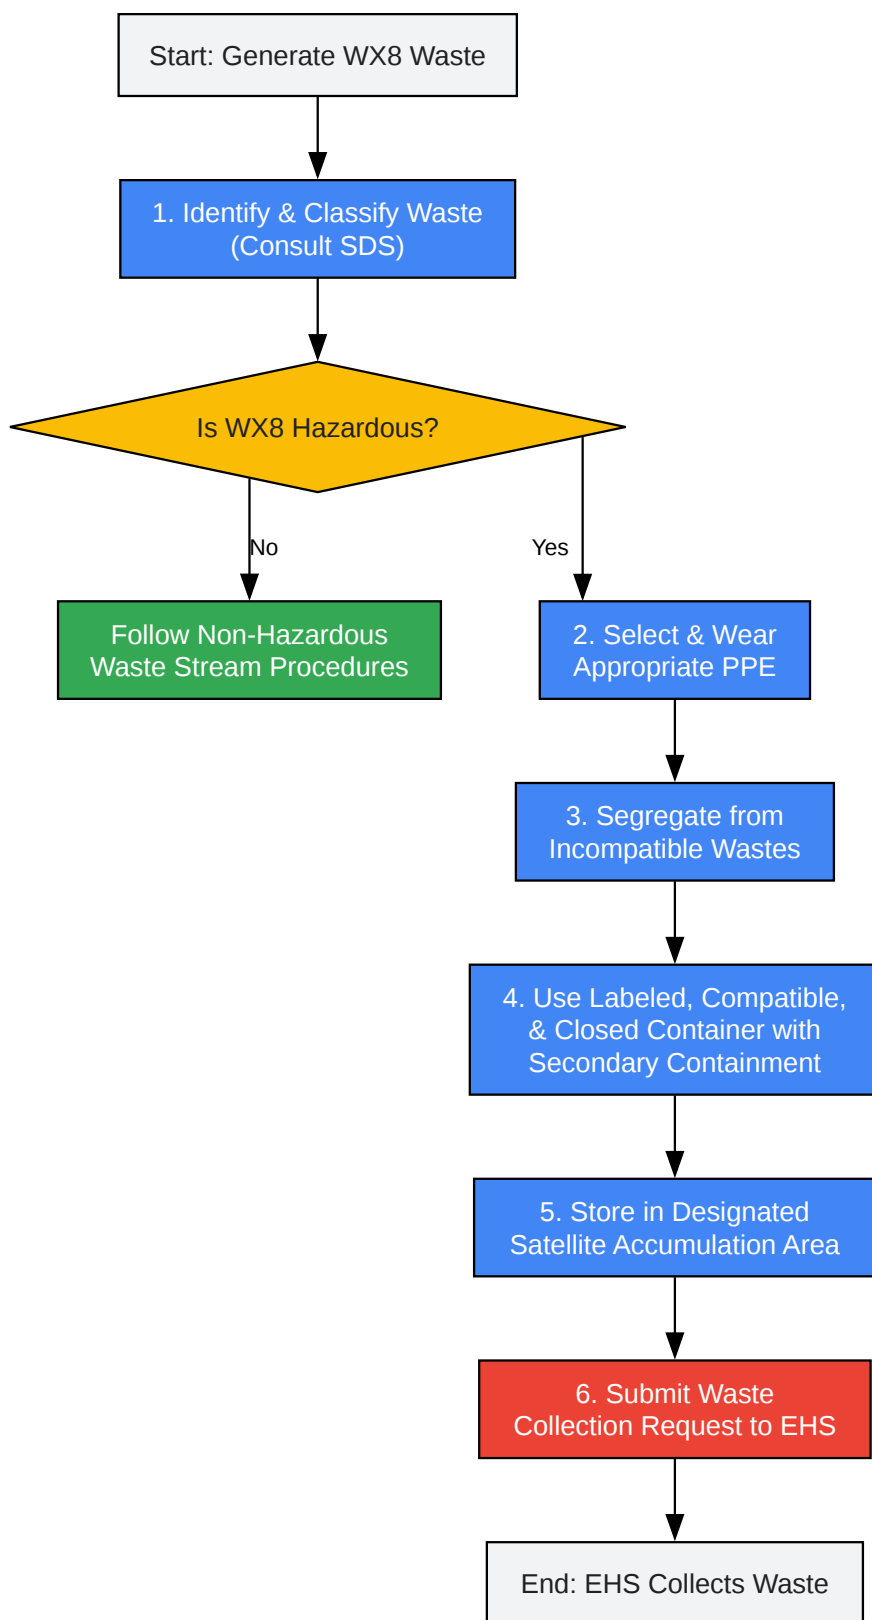 Start: Generate WX8 Waste
1. Identify & Classify Waste
(Consult SDS)
Is WX8 Hazardous?
No
Yes
Follow Non-Hazardous
Waste Stream Procedures
2. Select & Wear
Appropriate PPE
3. Segregate from
Incompatible Wastes
4. Use Labeled, Compatible,
& Closed Container with
Secondary Containment
5. Store in Designated
Satellite Accumulation Area
6. Submit Waste
Collection Request to EHS
End: EHS Collects Waste